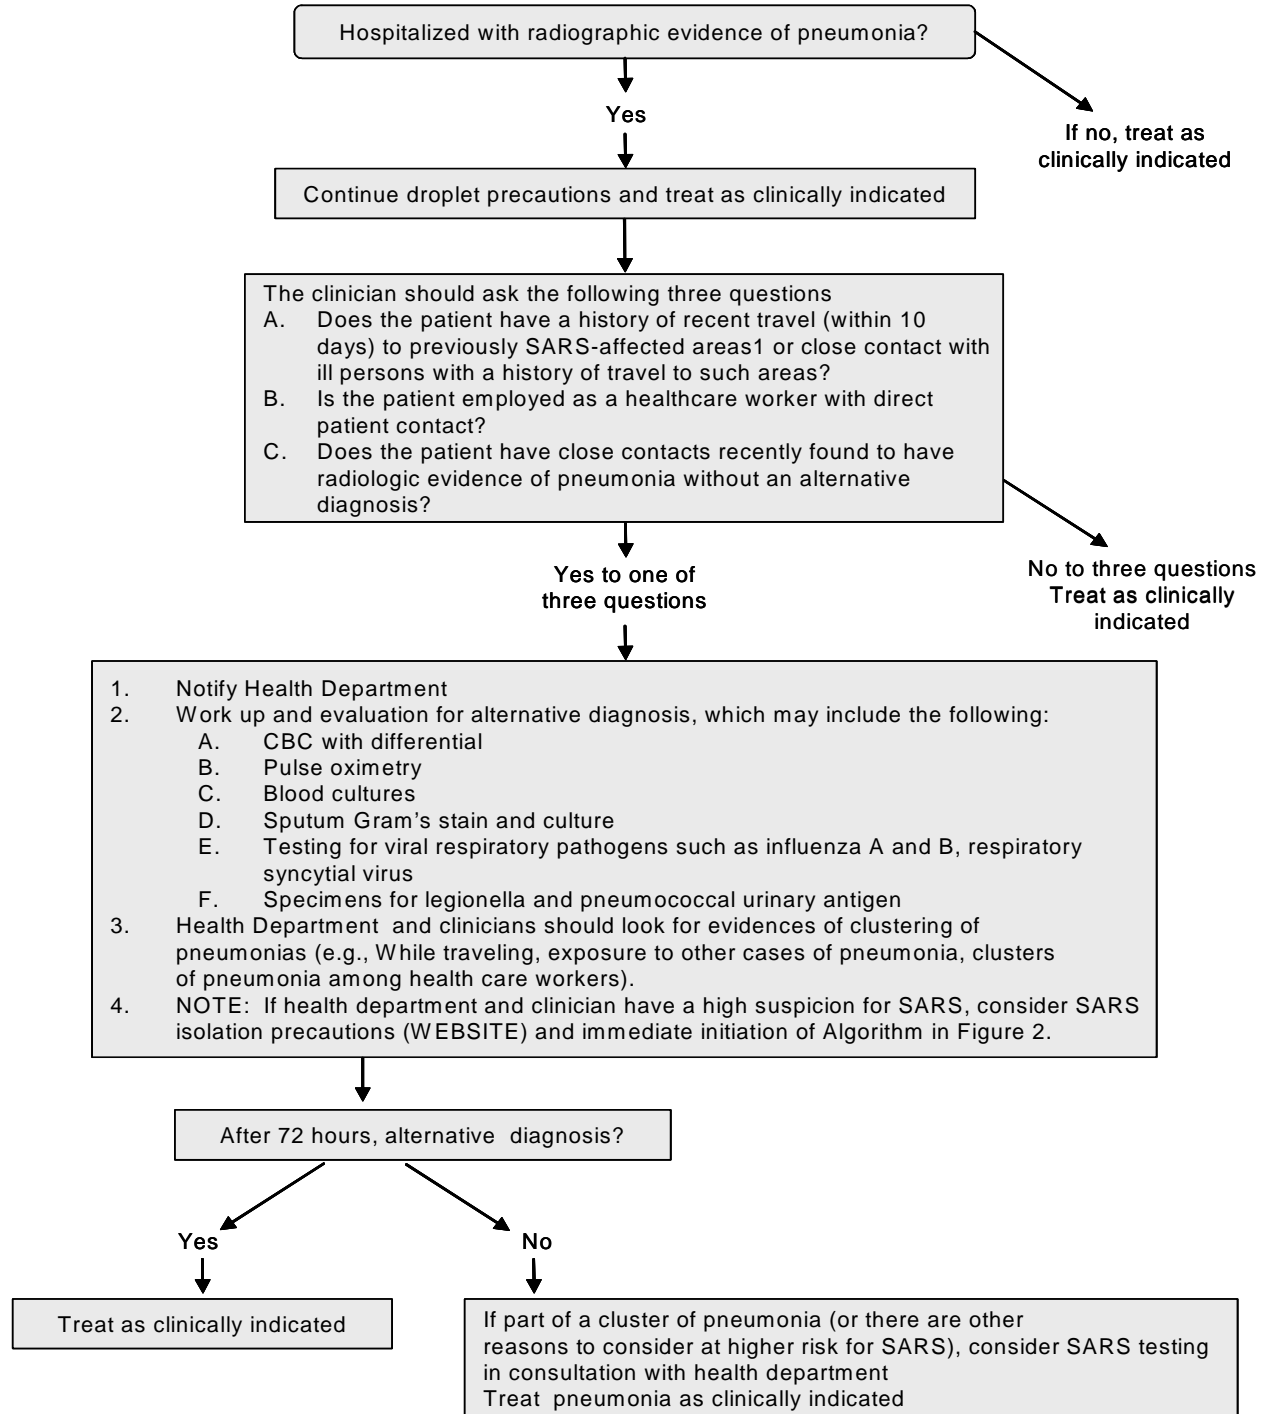 Hospitalized with radiographic evidence of pneumonia?
Yes
If no, treat as
clinically indicated
Continue droplet precautions and treat as clinically indicated
The clinician should ask the following three questions
A. Does the patient have a history of recent travel (within 10
days) to previously SARS-affected areas1 or close contact with
ill persons with a history of travel to such areas?
B. Is the patient employed as a healthcare worker with direct
patient contact?
C. Does the patient have close contacts recently found to have
radiologic evidence of pneumonia without an alternative
diagnosis?
Yes to one of
three questions
No to three questions
Treat as clinically
indicated
1. Notify Health Department
2. Work up and evaluation for alternative diagnosis, which may include the following:
A. CBC with differential
B. Pulse oximetry
C. Blood cultures
D. Sputum Gram's stain and culture
E. Testing for viral respiratory pathogens such as influenza A and B, respiratory
syncytial virus
F. Specimens for legionella and pneumococcal urinary antigen
3. Health Department and clinicians should look for evidences of clustering of
pneumonias (e.g., While traveling, exposure to other cases of pneumonia, clusters
of pneumonia among health care workers).
4. NOTE: If health department and clinician have a high suspicion for SARS, consider SARS
isolation precautions (WEBSITE) and immediate initiation of Algorithm in Figure 2.
After 72 hours, alternative diagnosis?
Yes
No
Treat as clinically indicated
If part of a cluster of pneumonia (or there are other
reasons to consider at higher risk for SARS), consider SARS testing
in consultation with health department
Treat pneumonia as clinically indicated